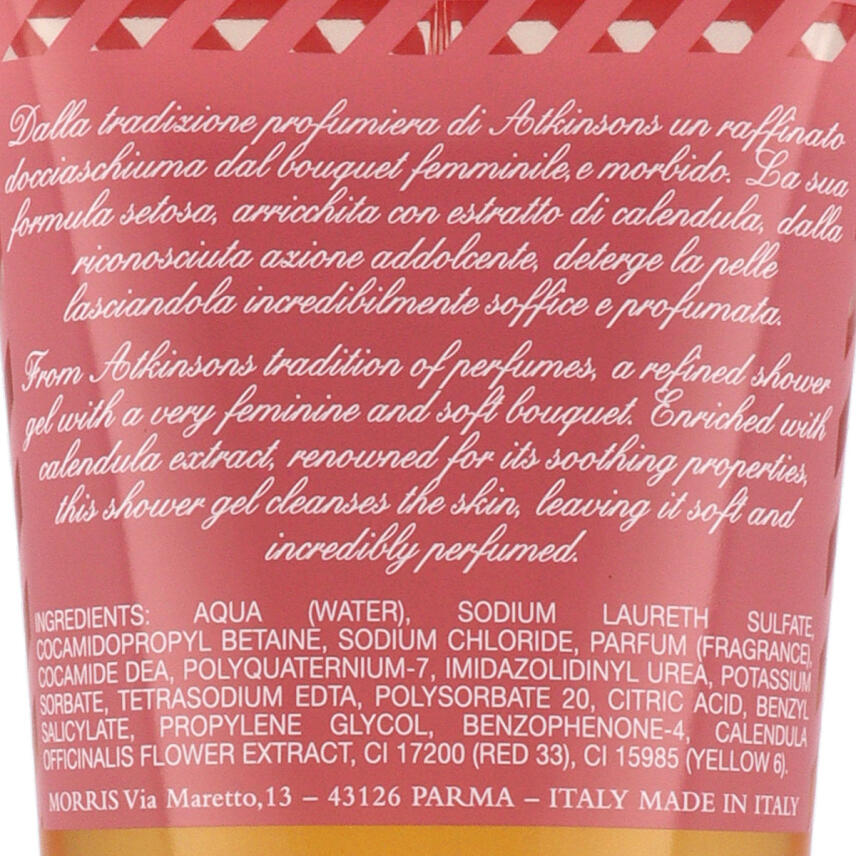 Dalla tradizione profumiera di Atkinsons un raffinato
docciaschiuma dal bouquet femminile, e morbido. La sua
formula setosa, arricchita con estratto di calendula, dalla
riconosciuta azione addolcente, deterge la pelle
lasciandola incredibilmente soffice e profumata.
From Atkinsons tradition of perfumes, a refined shower
gel with a very feminine and soft bouquet. Enriched with
calendula extract, renowned for its soothing properties,
this shower gel cleanses the skin, leaving it soft and
incredibly perfumed.
INGREDIENTS: AQUA (WATER), SODIUM LAURETH SULFATE,
COCAMIDOPROPYL BETAINE, SODIUM CHLORIDE, PARFUM (FRAGRANCE),
COCAMIDE DEA, POLYQUATERNIUM-7, IMIDAZOLIDINYL UREA, POTASSIUM
SORBATE, TETRASODIUM EDTA, POLYSORBATE 20, CITRIC ACID, BENZYL
SALICYLATE, PROPYLENE GLYCOL, BENZOPHENONE-4, CALENDULA
OFFICINALIS FLOWER EXTRACT, CI 17200 (RED 33), CI 15985 (YELLOW 6).
MORRIS Via Maretto,13 – 43126 PARMA – ITALY MADE IN ITALY